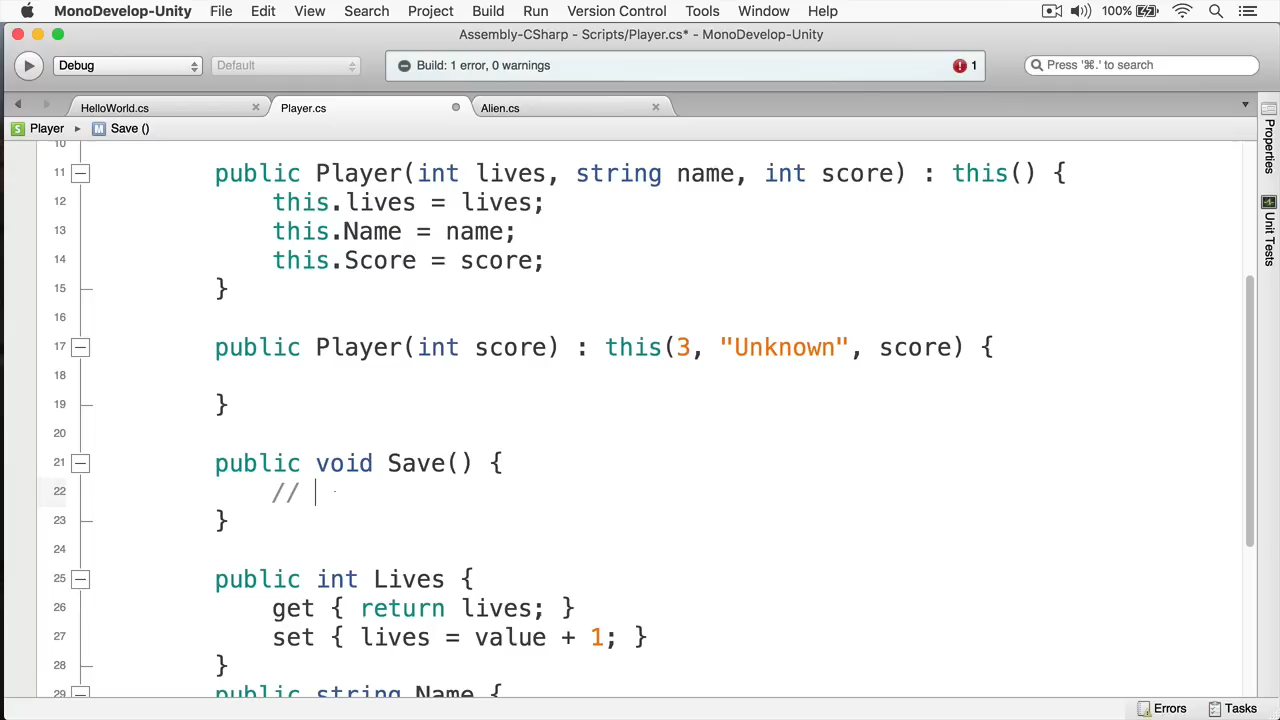 MonoDevelop-Unity File Edit View Search Project Build Run Version Control Tools Window Help 100%
Assembly-CSharp - Scripts/Player.cs* - MonoDevelop-Unity
Debug Default Build: 1 error, 0 warnings 1 Press '⌘.' to search
HelloWorld.cs Player.cs Alien.cs
S Player M Save ()
10
11 public Player(int lives, string name, int score) : this() {
12 this.lives = lives;
13 this.Name = name;
14 this.Score = score;
15 }
16
17 public Player(int score) : this(3, "Unknown", score) {
18
19 }
20
21 public void Save() {
22 //
23 }
24
25 public int Lives {
26 get { return lives; }
27 set { lives = value + 1; }
28 }
29 public string Name {
Properties
Unit Tests
Errors Tasks